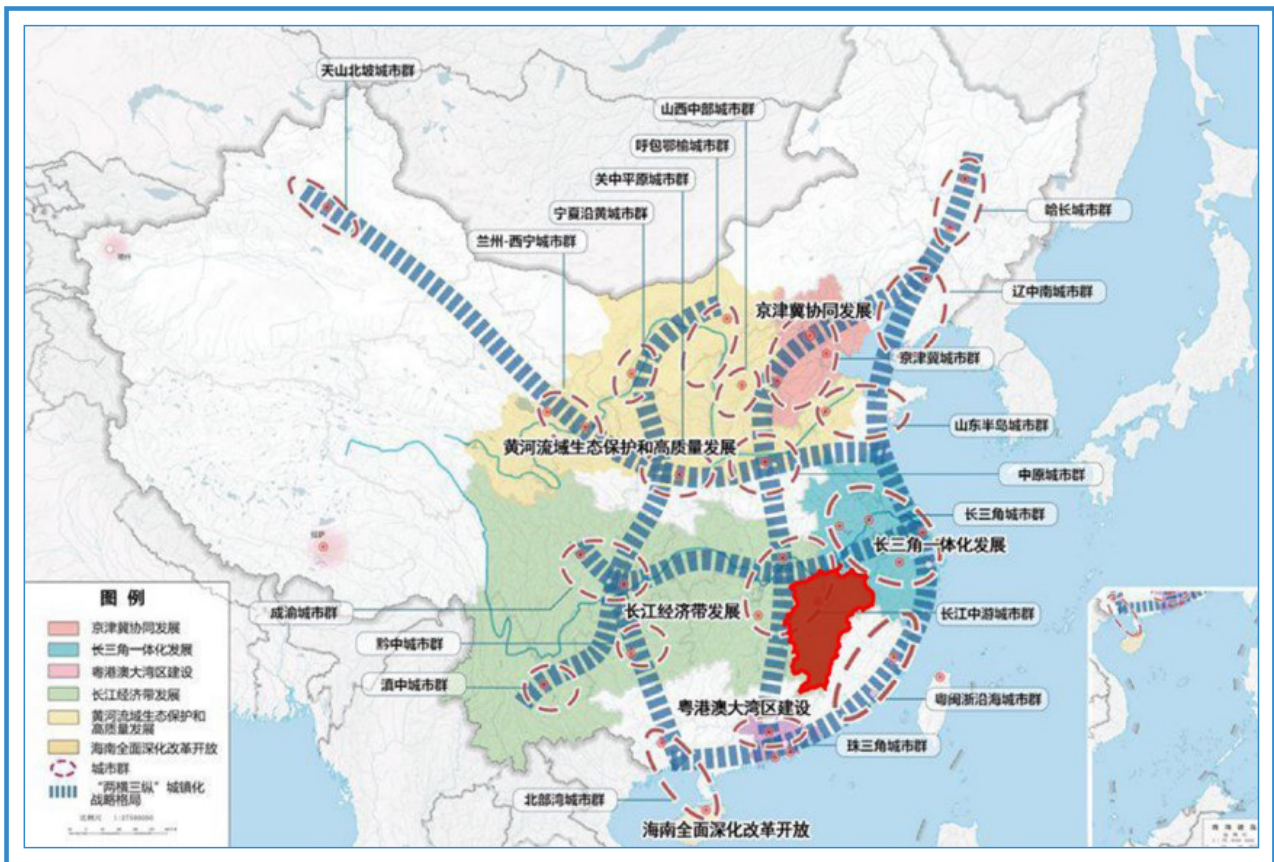 天山北坡城市群
山西中部城市群
呼包鄂榆城市群
关中平原城市群
宁夏沿黄城市群
兰州-西宁城市群
哈长城市群
辽中南城市群
京津冀协同发展
京津冀城市群
山东半岛城市群
黄河流域生态保护和高质量发展
中原城市群
长三角城市群
长三角一体化发展
成渝城市群
长江经济带发展
长江中游城市群
黔中城市群
滇中城市群
粤闽浙沿海城市群
粤港澳大湾区建设
珠三角城市群
北部湾城市群
海南全面深化改革开放
图 例
京津冀协同发展
长三角一体化发展
粤港澳大湾区建设
长江经济带发展
黄河流域生态保护和
高质量发展
海南全面深化改革开放
城市群
“两横三纵”城镇化
战略格局